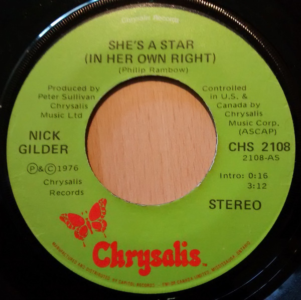 Chrysalis Records
SHE'S A STAR
(IN HER OWN RIGHT)
(Philip Rambow)
Produced by
Peter Sullivan
Chrysalis
Music Ltd
Controlled
in U.S. &
Canada by
Chrysalis
Music Corp,
(ASCAP)
NICK
GILDER
CHS 2108
2108-AS
℗&©1976
Chrysalis
Records
Intro: 0:16
3:12
STEREO
Chrysalis